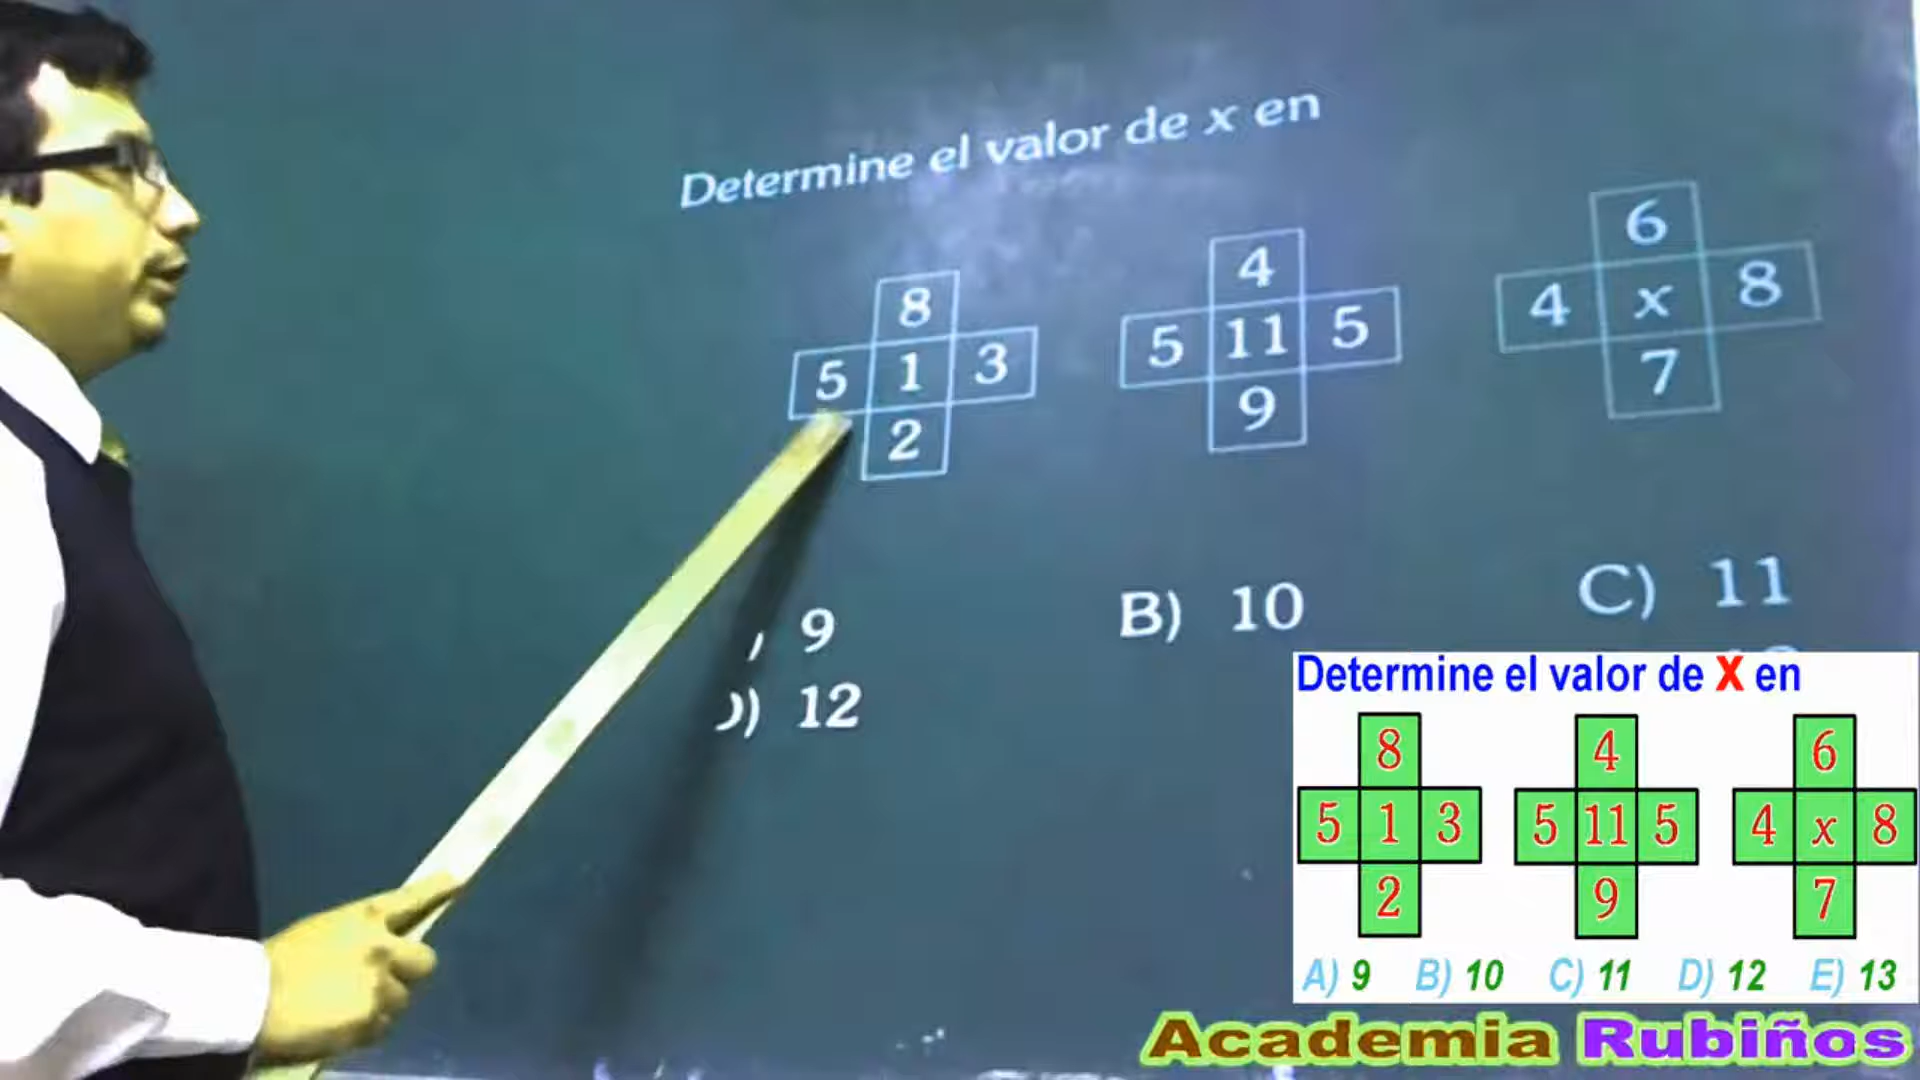 Determine el valor de x en
8
5 1 3
2
4
5 11 5
9
6
4 x 8
7
) 9
B) 10
C) 11
D) 12
Determine el valor de X en
8
5 1 3
2
4
5 11 5
9
6
4 x 8
7
A) 9 B) 10 C) 11 D) 12 E) 13
Academia Rubiños